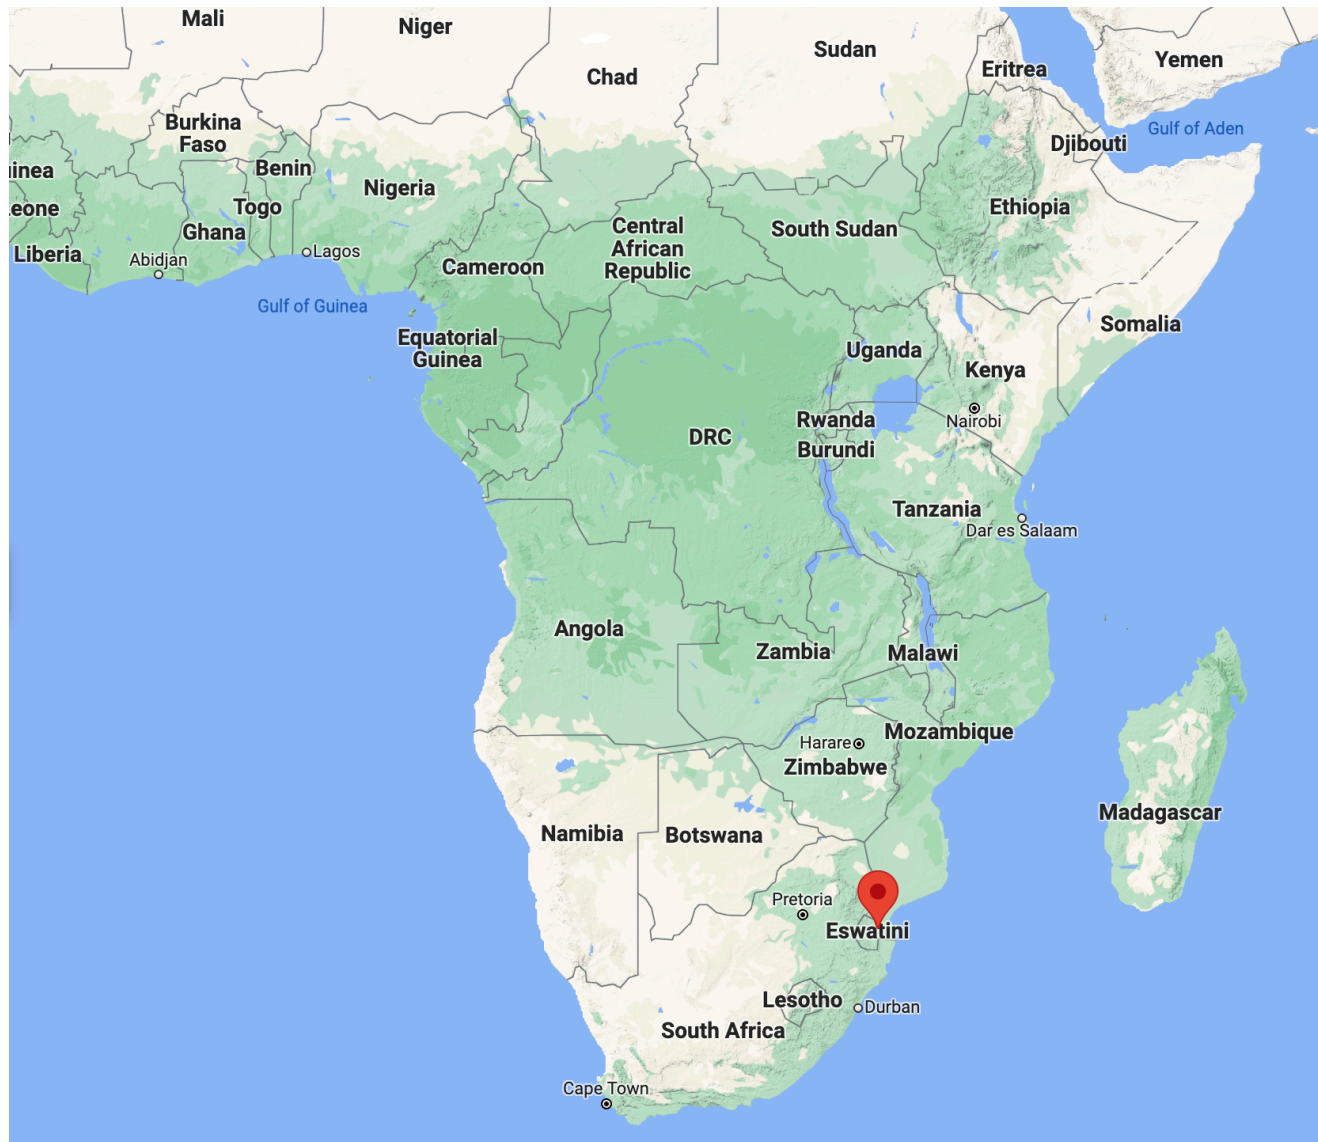 Mali
Niger
Chad
Sudan
Eritrea
Yemen
Gulf of Aden
Burkina
Faso
Djibouti
uinea
Benin
Nigeria
Ethiopia
eone
Togo
Ghana
Central
African
Republic
South Sudan
Liberia
Abidjan
Lagos
Cameroon
Gulf of Guinea
Equatorial
Guinea
Somalia
Uganda
Kenya
Nairobi
Rwanda
DRC
Burundi
Tanzania
Dar es Salaam
Angola
Zambia
Malawi
Mozambique
Harare
Zimbabwe
Madagascar
Namibia
Botswana
Pretoria
Eswatini
Lesotho
Durban
South Africa
Cape Town